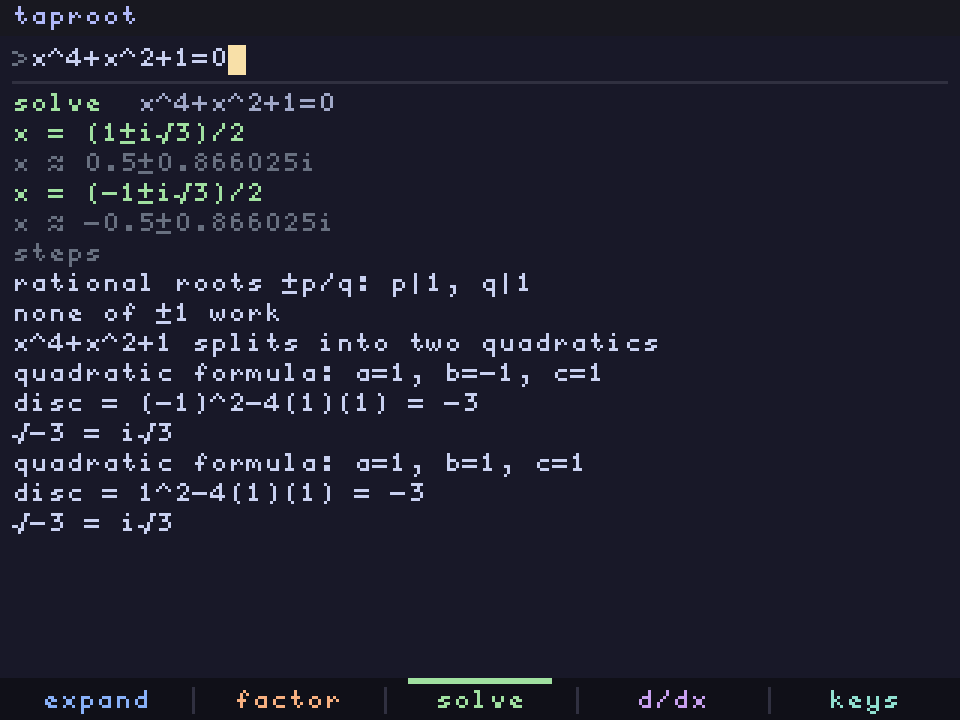 taproot
>x^4+x^2+1=0
solve x^4+x^2+1=0
x = (1±i√3)/2
x ≈ 0.5±0.866025i
x = (-1±i√3)/2
x ≈ -0.5±0.866025i
steps
rational roots ±p/q: p|1, q|1
none of ±1 work
x^4+x^2+1 splits into two quadratics
quadratic formula: a=1, b=-1, c=1
disc = (-1)^2-4(1)(1) = -3
√-3 = i√3
quadratic formula: a=1, b=1, c=1
disc = 1^2-4(1)(1) = -3
√-3 = i√3
expand | factor | solve | d/dx | keys